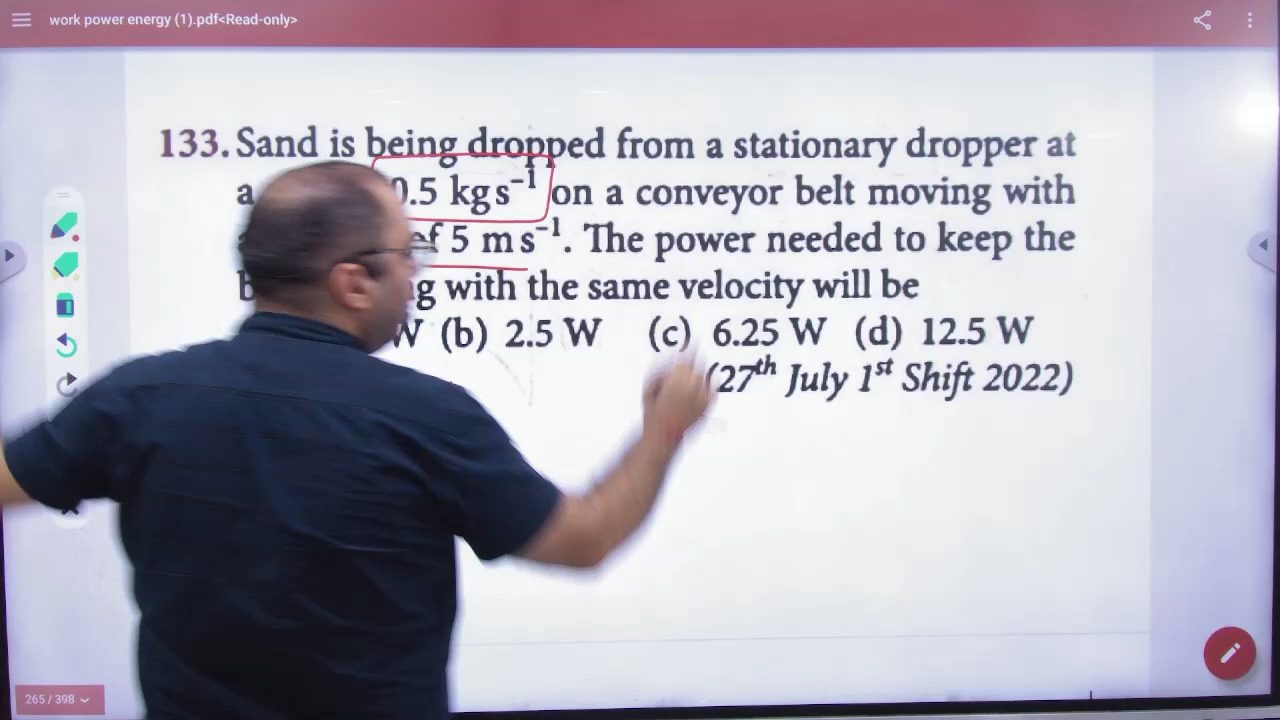 work power energy (1).pdf<Read-only>
133. Sand is being dropped from a stationary dropper at
a 0.5 kg s⁻¹ on a conveyor belt moving with
of 5 m s⁻¹. The power needed to keep the
with the same velocity will be
W (b) 2.5 W (c) 6.25 W (d) 12.5 W
(27th July 1st Shift 2022)
265 / 398